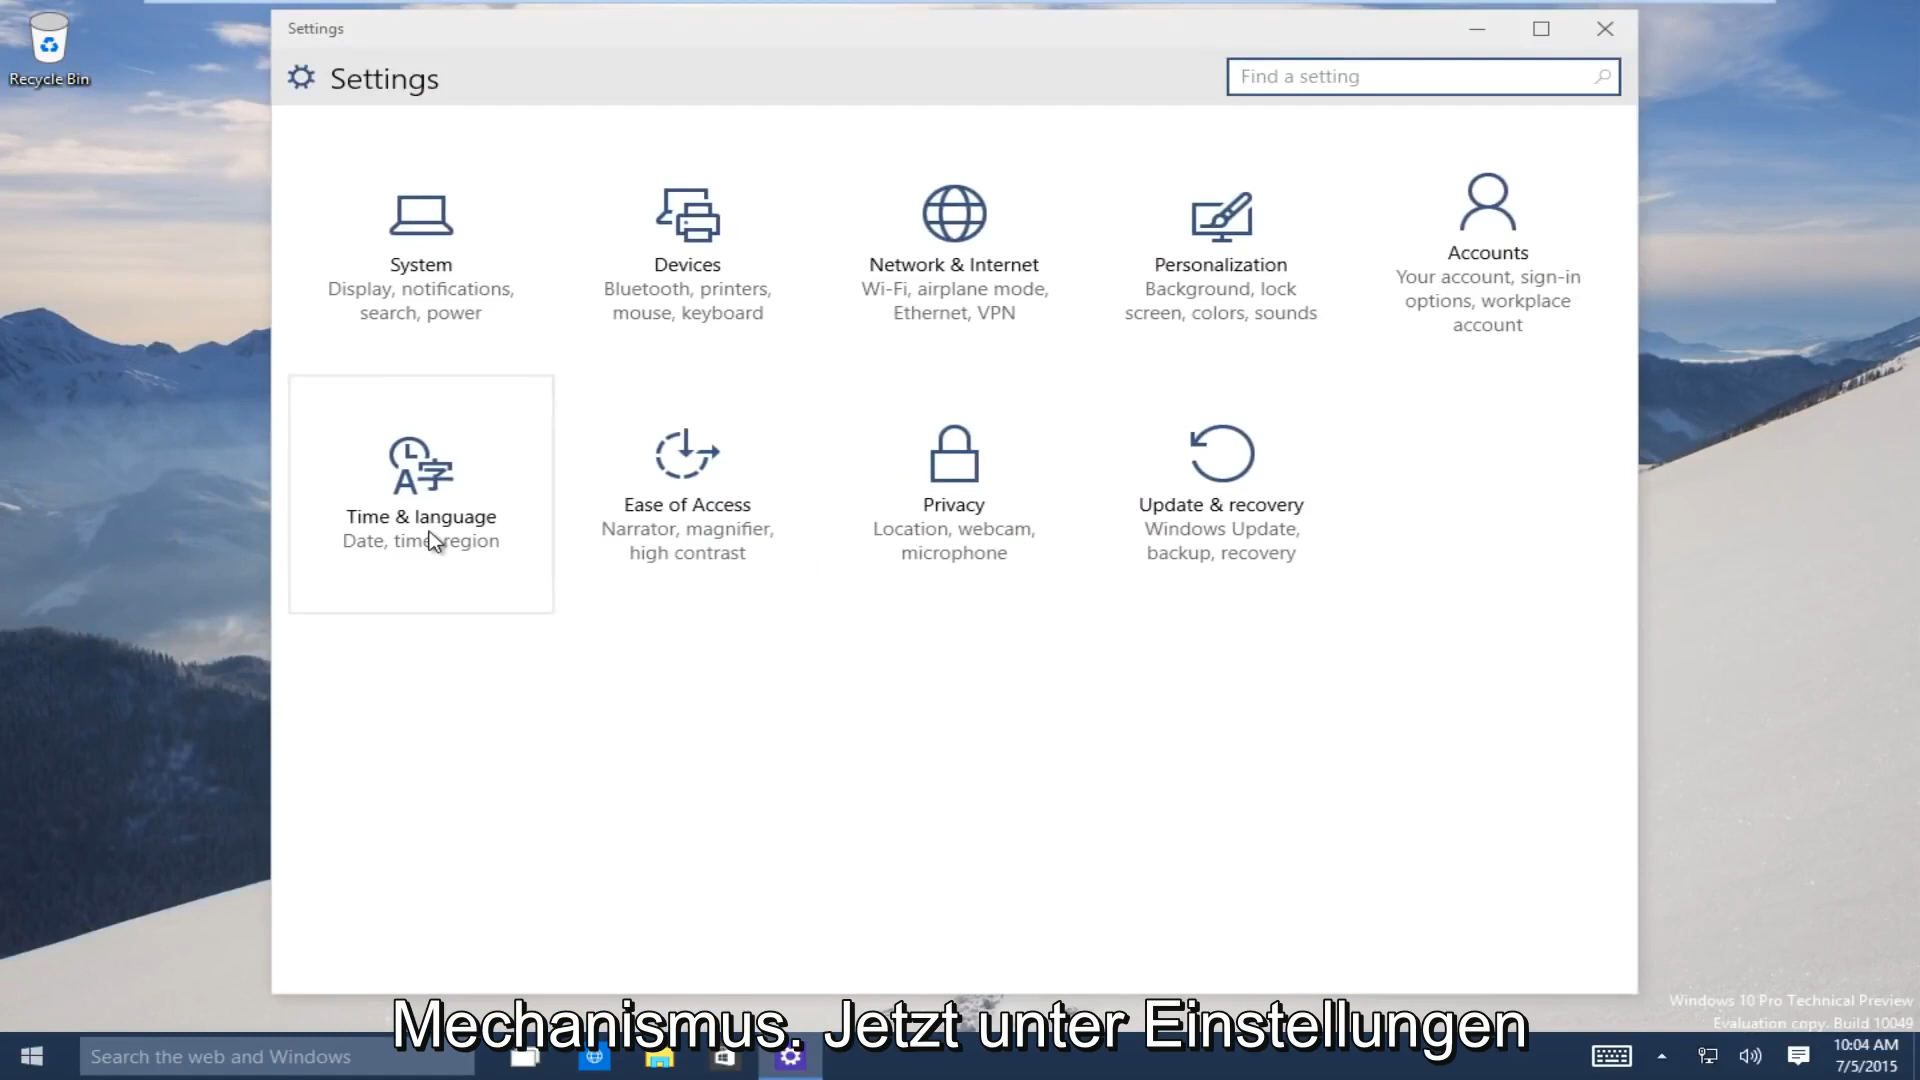 Recycle Bin
Settings
Settings
Find a setting
System
Display, notifications,
search, power
Devices
Bluetooth, printers,
mouse, keyboard
Network & Internet
Wi-Fi, airplane mode,
Ethernet, VPN
Personalization
Background, lock
screen, colors, sounds
Accounts
Your account, sign-in
options, workplace
account
Time & language
Date, time, region
Ease of Access
Narrator, magnifier,
high contrast
Privacy
Location, webcam,
microphone
Update & recovery
Windows Update,
backup, recovery
Windows 10 Pro Technical Preview
Evaluation copy. Build 10049
Mechanismus. Jetzt unter Einstellungen
Search the web and Windows
10:04 AM
7/5/2015